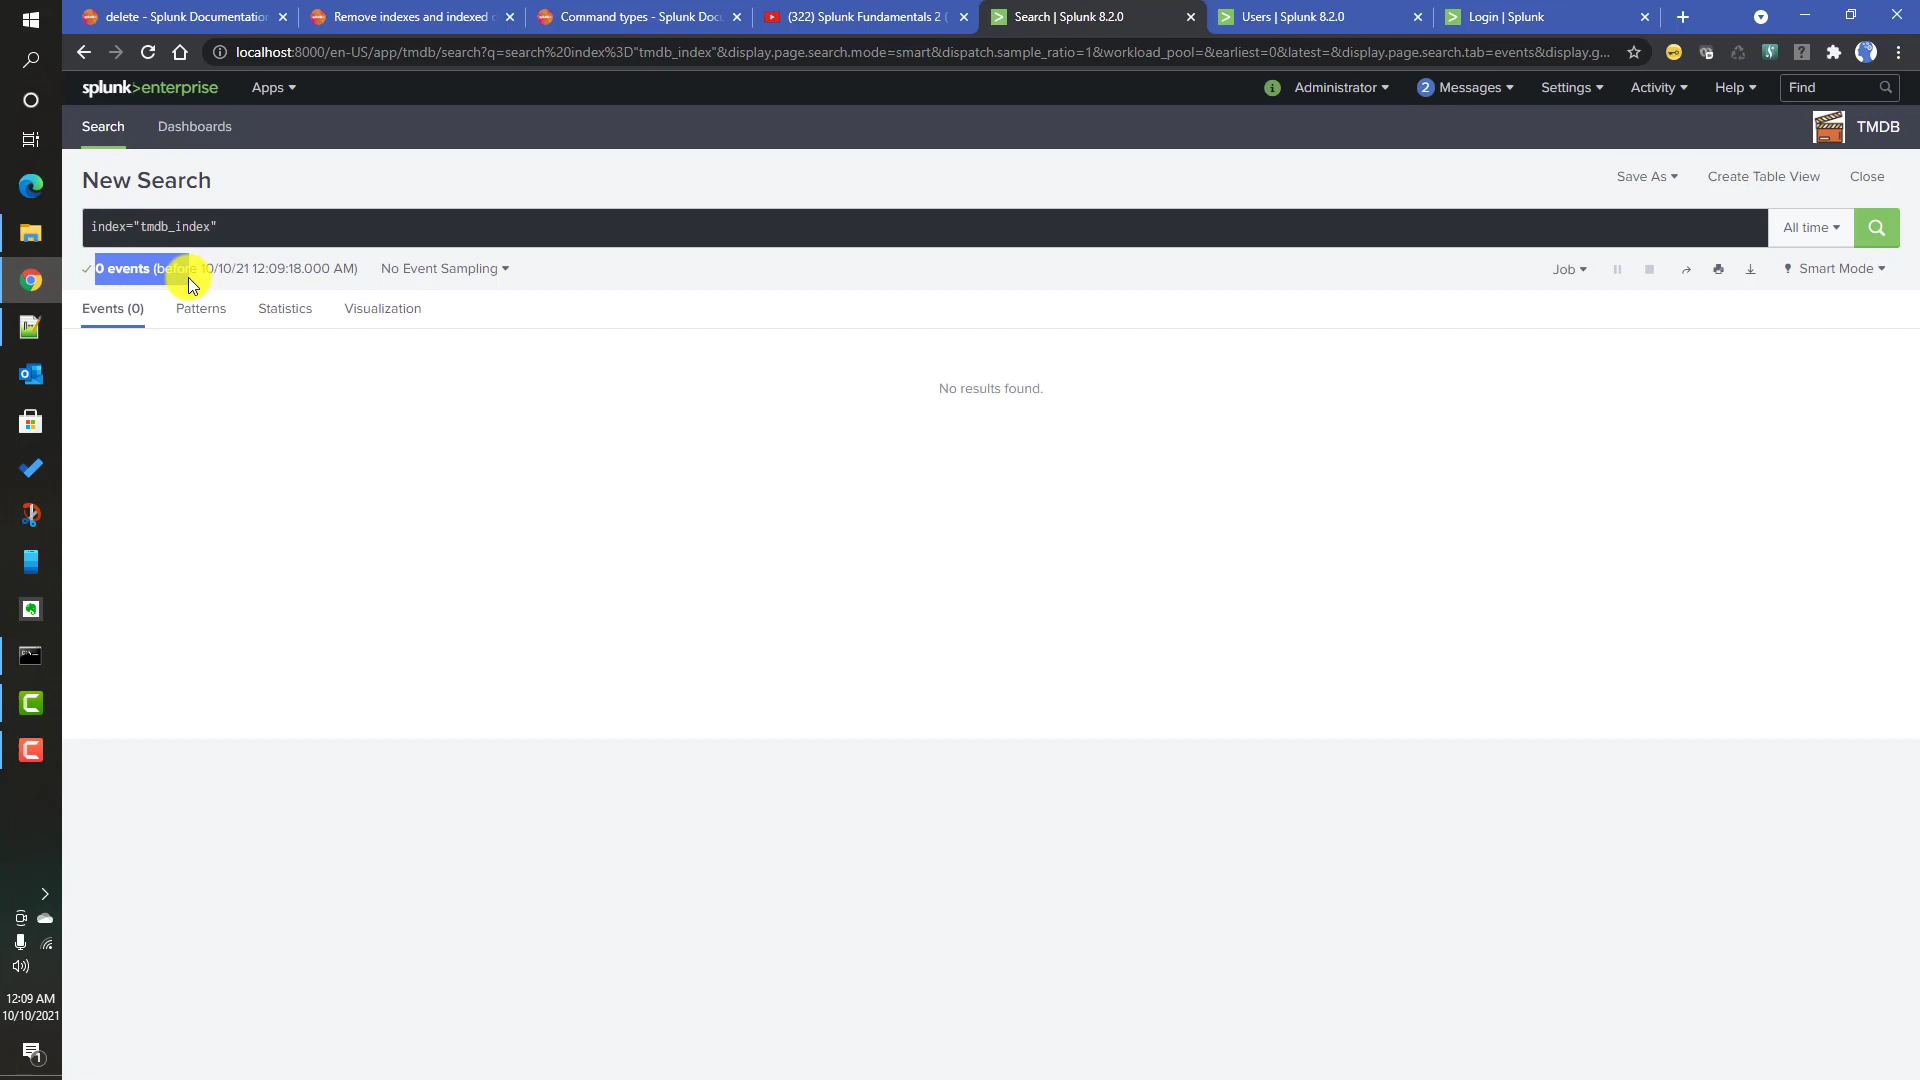 delete - Splunk Documentation
Remove indexes and indexed
Command types - Splunk Doc
(322) Splunk Fundamentals 2 (
Search | Splunk 8.2.0
Users | Splunk 8.2.0
Login | Splunk
localhost:8000/en-US/app/tmdb/search?q=search%20index%3D"tmdb_index"&display.page.search.mode=smart&dispatch.sample_ratio=1&workload_pool=&earliest=0&latest=&display.page.search.tab=events&display.g...
splunk>enterprise
Apps
Administrator
2 Messages
Settings
Activity
Help
Find
Search
Dashboards
TMDB
New Search
Save As
Create Table View
Close
index="tmdb_index"
All time
0 events (before 10/10/21 12:09:18.000 AM)
No Event Sampling
Job
Smart Mode
Events (0)
Patterns
Statistics
Visualization
No results found.
12:09 AM
10/10/2021
1